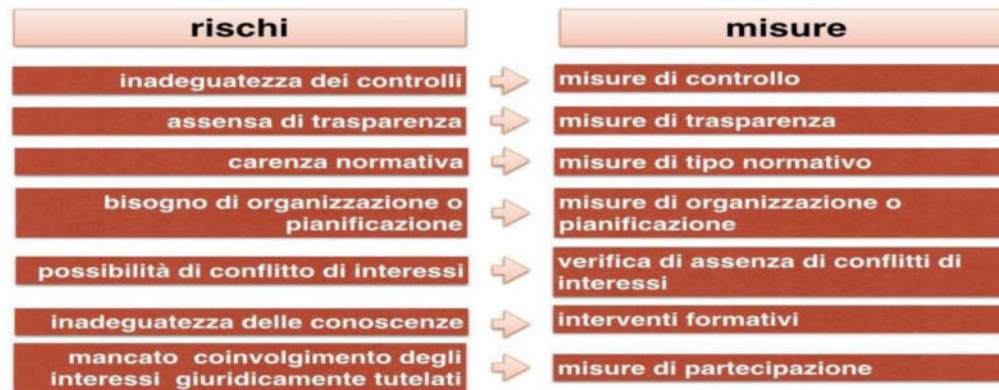 rischi
misure
inadeguatezza dei controlli
misure di controllo
assensa di trasparenza
misure di trasparenza
carenza normativa
misure di tipo normativo
bisogno di organizzazione o
pianificazione
misure di organizzazione o
pianificazione
possibilità di conflitto di interessi
verifica di assenza di conflitti di
interessi
inadeguatezza delle conoscenze
interventi formativi
mancato coinvolgimento degli
interessi giuridicamente tutelati
misure di partecipazione